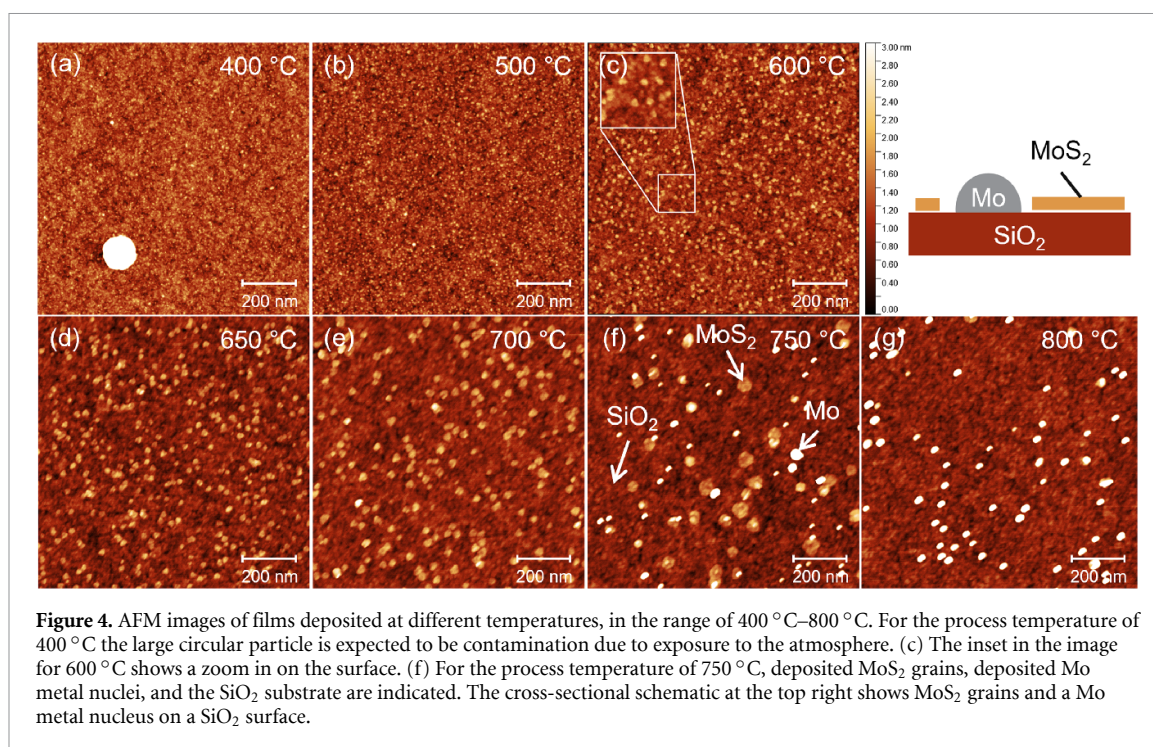 (a) 400 °C
(b) 500 °C
(c) 600 °C
3.00 nm
2.80
2.60
2.40
2.20
2.00
1.80
1.60
1.40
1.20
1.00
0.80
0.60
0.40
0.00
MoS₂
Mo
SiO₂
200 nm
200 nm
200 nm
(d) 650 °C
(e) 700 °C
(f) 750 °C
MoS₂
SiO₂
Mo
(g) 800 °C
200 nm
200 nm
200 nm
200 nm
Figure 4. AFM images of films deposited at different temperatures, in the range of 400 °C–800 °C. For the process temperature of
400 °C the large circular particle is expected to be contamination due to exposure to the atmosphere. (c) The inset in the image
for 600 °C shows a zoom in on the surface. (f) For the process temperature of 750 °C, deposited MoS₂ grains, deposited Mo
metal nuclei, and the SiO₂ substrate are indicated. The cross-sectional schematic at the top right shows MoS₂ grains and a Mo
metal nucleus on a SiO₂ surface.